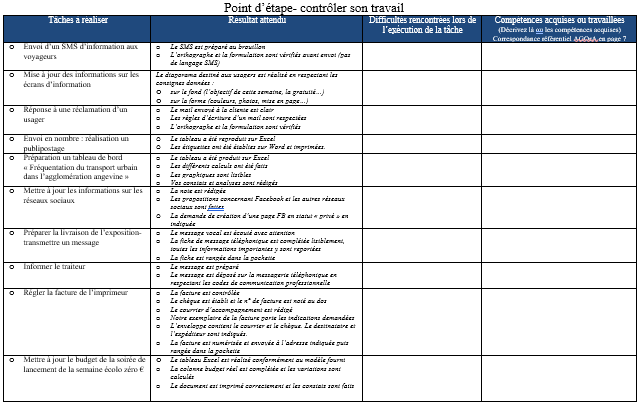 Point d'étape- contrôler son travail
Tâches à réaliser
Résultat attendu
Difficultés rencontrées lors de
l'exécution de la tâche
Compétences acquises ou travaillées
(Décrivez là ou les compétences acquises)
Correspondance référentiel AGOrA en page 7
o Envoi d'un SMS d'information aux
voyageurs
o Le SMS est préparé au brouillon
o L'orthographe et la formulation sont vérifiés avant envoi (pas
de langage SMS)
o Mise à jour des informations sur les
écrans d'information
Le diaporama destiné aux usagers est réalisé en respectant les
consignes données :
o sur le fond (l'objectif de cette semaine, la gratuité…)
o sur la forme (couleurs, photos, mise en page…)
o Réponse à une réclamation d'un
usager
o Le mail envoyé à la cliente est clair
o Les règles d'écriture d'un mail sont respectées
o L'orthographe et la formulation sont vérifiés
o Envoi en nombre : réalisation un
publipostage
o Le tableau a été reproduit sur Excel
o Les étiquettes ont été établies sur Word et imprimées.
o Préparation un tableau de bord
« Fréquentation du transport urbain
dans l'agglomération angevine »
o Le tableau a été produit sur Excel
o Les différents calculs ont été faits
o Les graphiques sont lisibles
o Vos constats et analyses sont rédigés
o Mettre à jour les informations sur les
réseaux sociaux
o La note est rédigée
o Les propositions concernant Facebook et les autres réseaux
sociaux sont faites
o La demande de création d'une page FB en statut « privé » en
indiquée
o Préparer la livraison de l'exposition-
transmettre un message
o Le message vocal est écouté avec attention
o La fiche de message téléphonique est complétée lisiblement,
toutes les informations importantes y sont reportées
o La fiche est rangée dans la pochette
o Informer le traiteur
o Le message est préparé
o Le message est déposé sur la messagerie téléphonique en
respectant les codes de communication professionnelle
o Régler la facture de l'imprimeur
o La facture est contrôlée
o Le chèque est établi et le n° de facture est noté au dos
o Le courrier d'accompagnement est rédigé
o Notre exemplaire de la facture porte les indications demandées
o L'enveloppe contient le courrier et le chèque. Le destinataire et
l'expéditeur sont indiqués.
o La facture est numérisée et envoyée à l'adresse indiquée puis
rangée dans la pochette
o Mettre à jour le budget de la soirée de
lancement de la semaine écolo zéro €
o Le tableau Excel est réalisé conformément au modèle fourni
o La colonne budget réel est complétée et les variations sont
calculés
o Le document est imprimé correctement et les constats sont faits